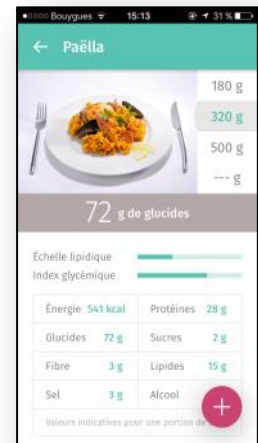 Bouygues 15:13 31 %
← Paëlla
180 g
320 g
500 g
--- g
72 g de glucides
Échelle lipidique
Index glycémique
Énergie 541 kcal Protéines 28 g
Glucides 72 g Sucres 2 g
Fibre 3 g Lipides 15 g
Sel 3 g Alcool
+
Valeurs indicatives pour une portion de